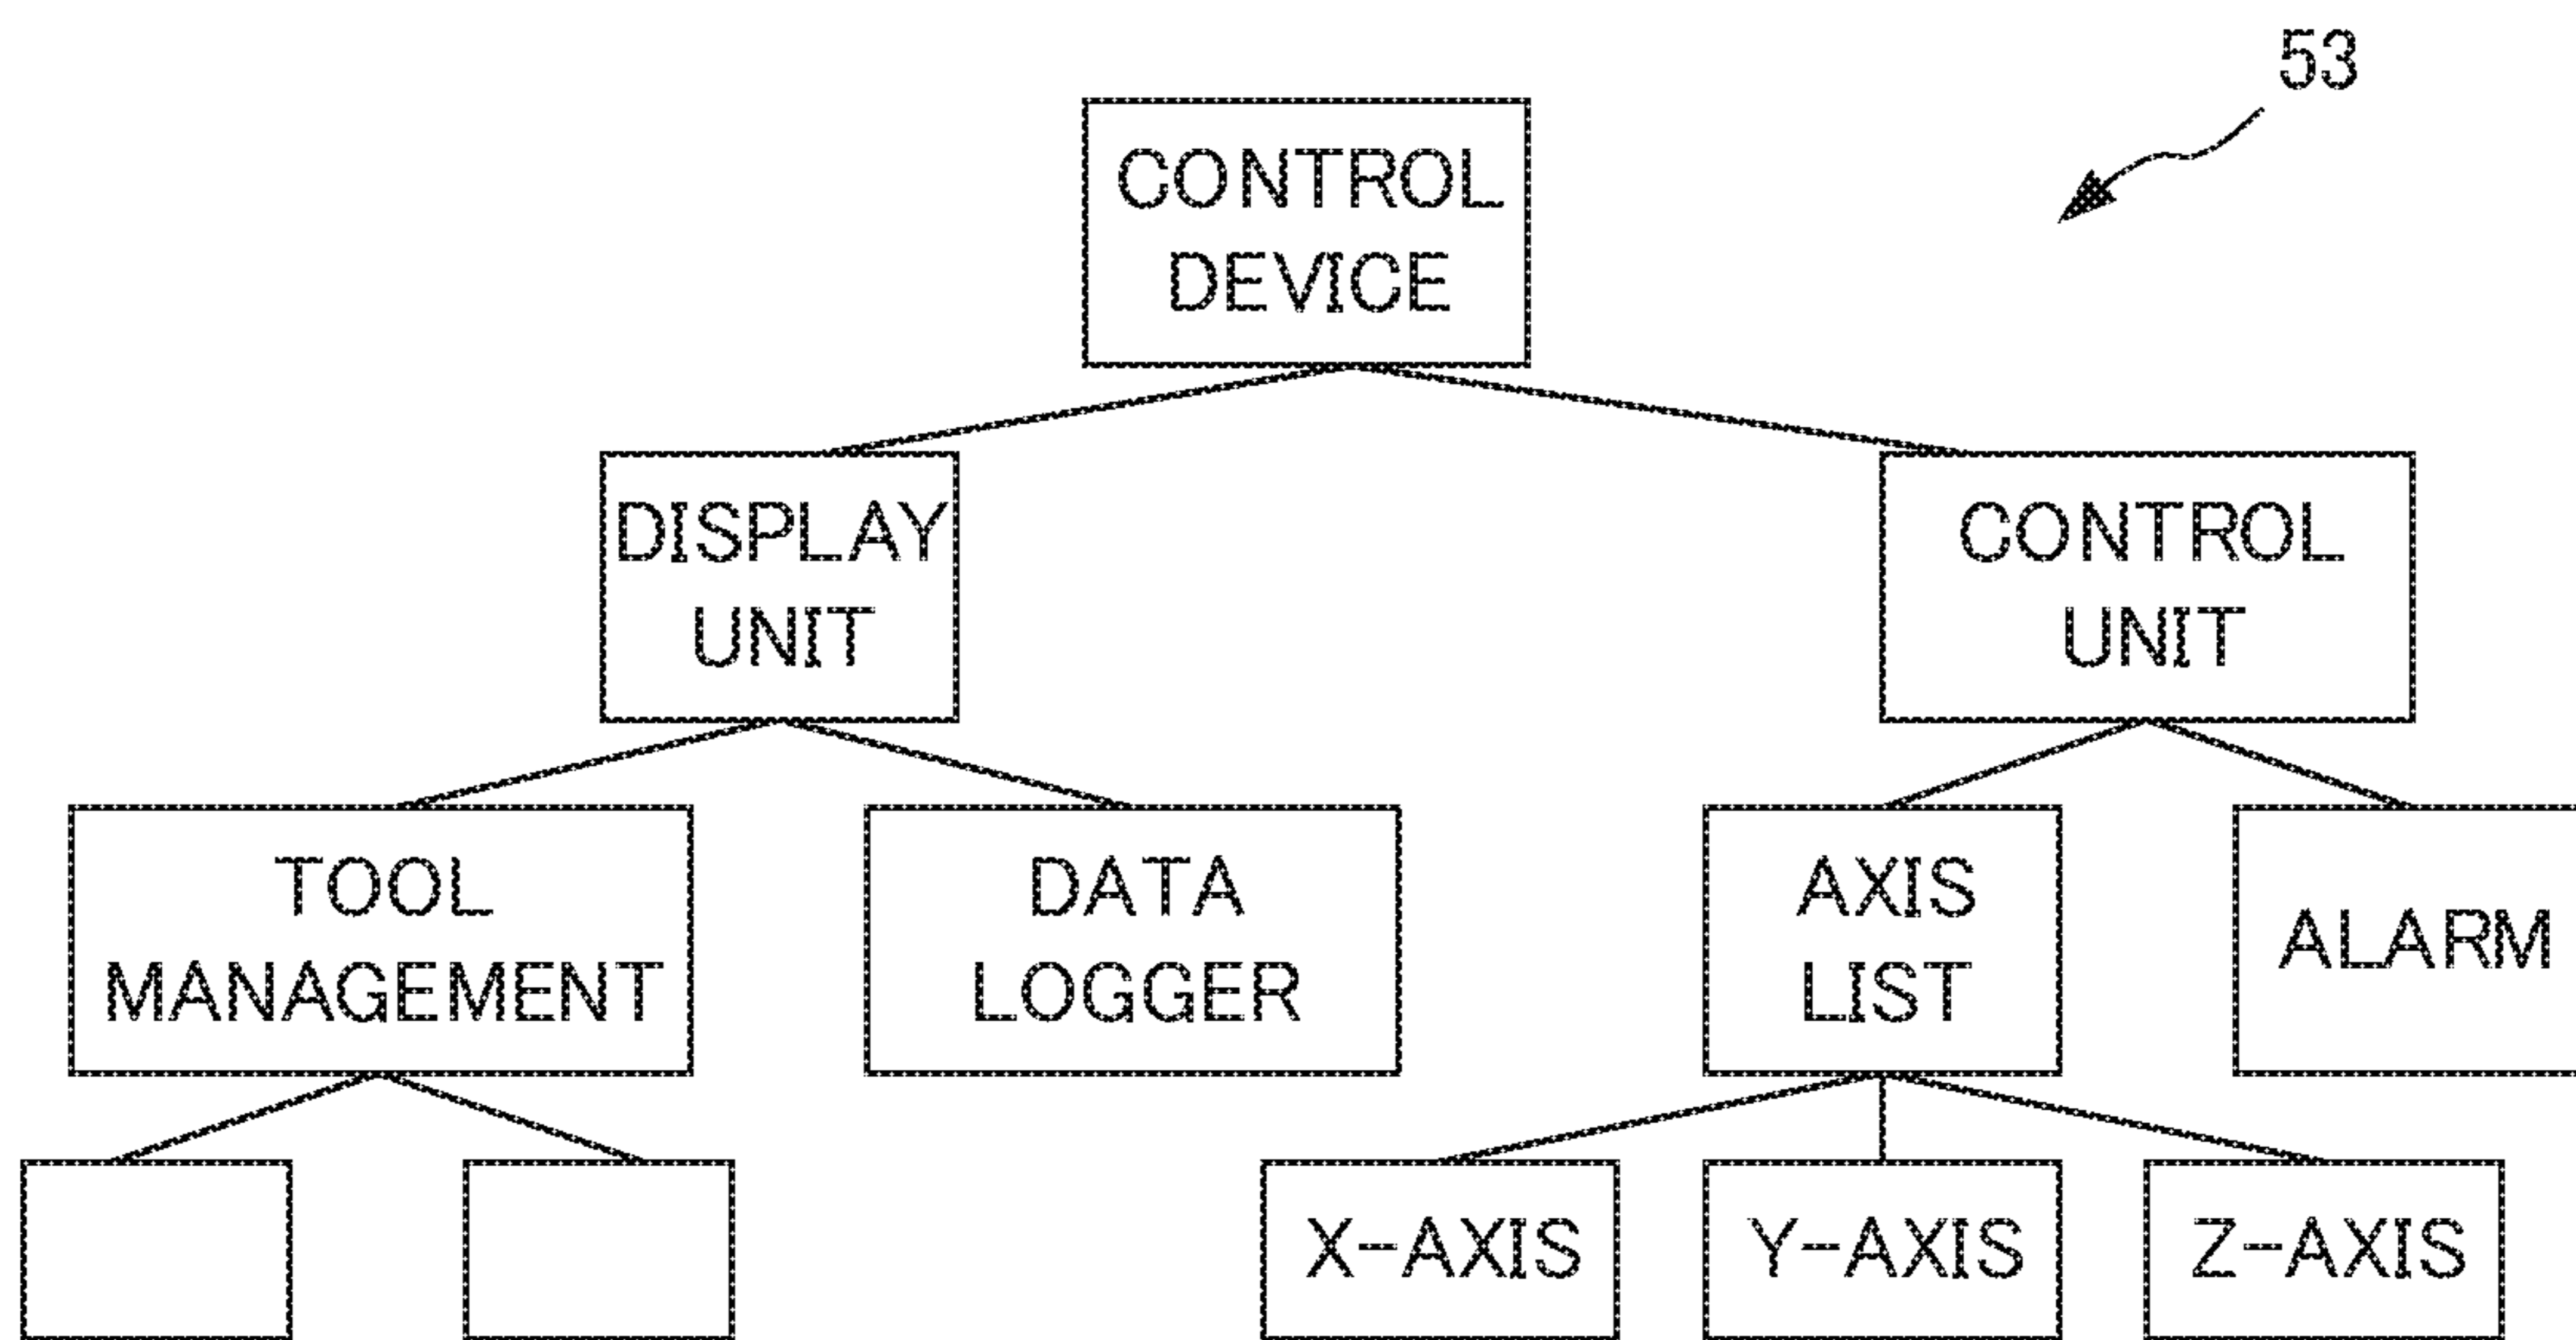 53
CONTROL
DEVICE
DISPLAY
UNIT
CONTROL
UNIT
TOOL
MANAGEMENT
DATA
LOGGER
AXIS
LIST
ALARM
X-AXIS
Y-AXIS
Z-AXIS